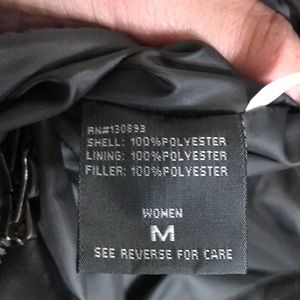 RN#130893
SHELL: 100%POLYESTER
LINING: 100%POLYESTER
FILLER: 100%POLYESTER
WOMEN
M
SEE REVERSE FOR CARE